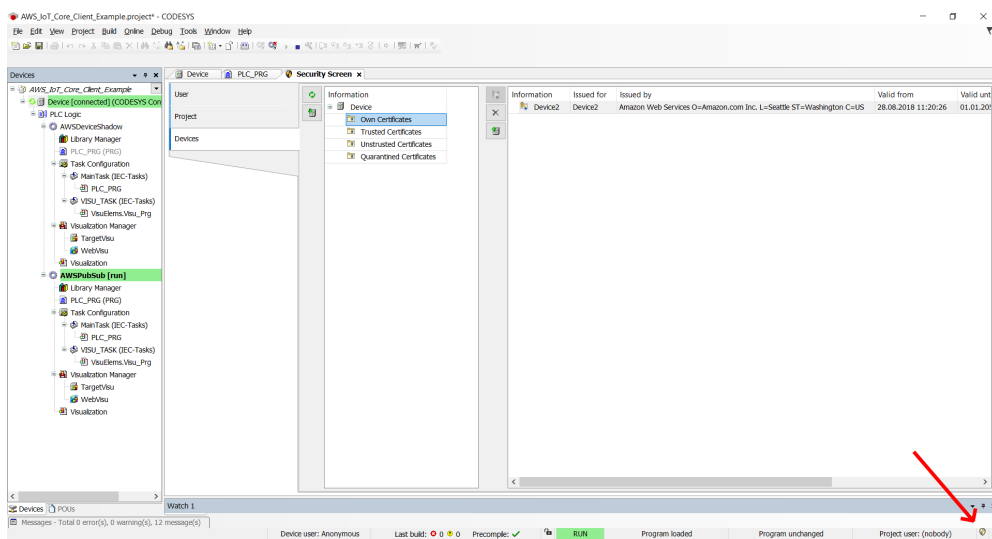 AWS_IoT_Core_Client_Example.project* - CODESYS
File Edit View Project Build Online Debug Tools Window Help
Devices
AWS_IoT_Core_Client_Example
Device [connected] (CODESYS Con
PLC Logic
AWSDeviceShadow
Library Manager
PLC_PRG (PRG)
Task Configuration
MainTask (IEC-Tasks)
PLC_PRG
VISU_TASK (IEC-Tasks)
VisuElems.Visu_Prg
Visualization Manager
TargetVisu
WebVisu
Visualization
AWSPubSub [run]
Library Manager
PLC_PRG (PRG)
Task Configuration
MainTask (IEC-Tasks)
PLC_PRG
VISU_TASK (IEC-Tasks)
VisuElems.Visu_Prg
Visualization Manager
TargetVisu
WebVisu
Visualization
Devices POUs
Device PLC_PRG Security Screen
User
Project
Devices
Information
Device
Own Certificates
Trusted Certificates
Unstrusted Certificates
Quarantined Certificates
Information Issued for Issued by Valid from Valid unt
Device2 Device2 Amazon Web Services O=Amazon.com Inc. L=Seattle ST=Washington C=US 28.08.2018 11:20:26 01.01.205
Watch 1
Messages - Total 0 error(s), 0 warning(s), 12 message(s)
Device user: Anonymous Last build: 0 0 Precompile: RUN Program loaded Program unchanged Project user: (nobody)